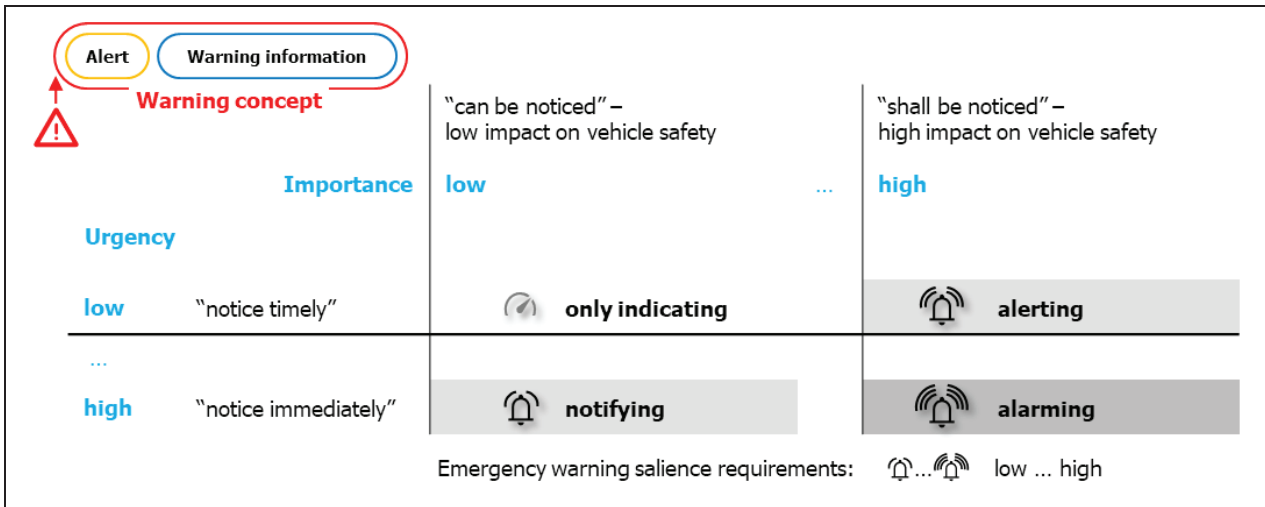 Alert Warning information
Warning concept
“can be noticed” –
low impact on vehicle safety
“shall be noticed” –
high impact on vehicle safety
Importance low ... high
Urgency
low “notice timely” only indicating alerting
...
high “notice immediately” notifying alarming
Emergency warning salience requirements: ... low ... high